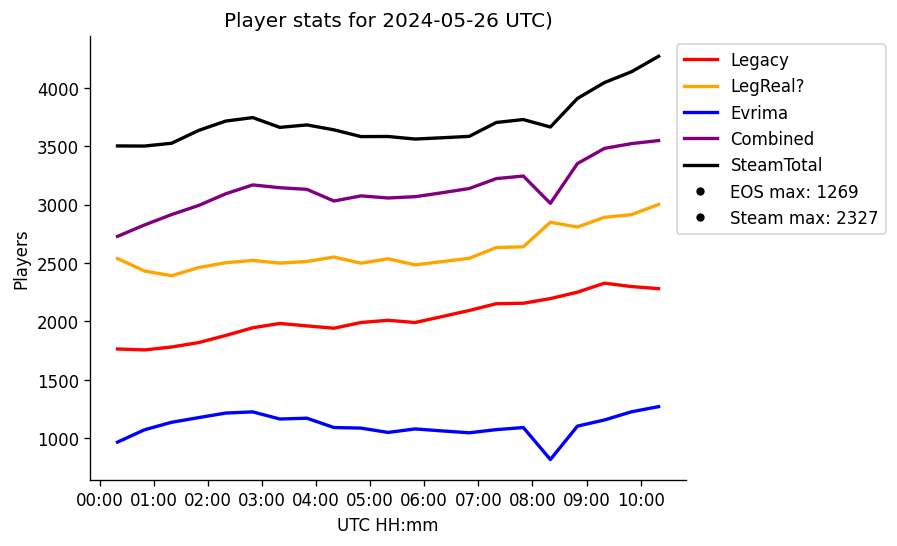 Player stats for 2024-05-26 UTC)
Players
4000
3500
3000
2500
2000
1500
1000
00:00 01:00 02:00 03:00 04:00 05:00 06:00 07:00 08:00 09:00 10:00
UTC HH:mm
Legacy
LegReal?
Evrima
Combined
SteamTotal
EOS max: 1269
Steam max: 2327